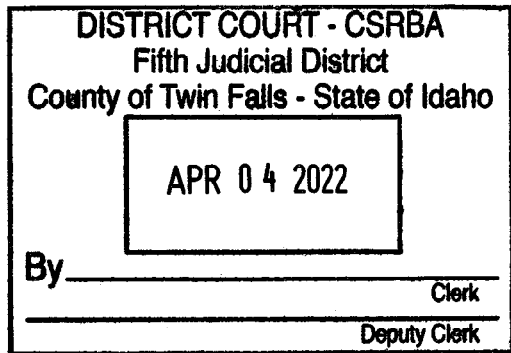 DISTRICT COURT - CSRBA
Fifth Judicial District
County of Twin Falls - State of Idaho
APR 04 2022
By
Clerk
Deputy Clerk